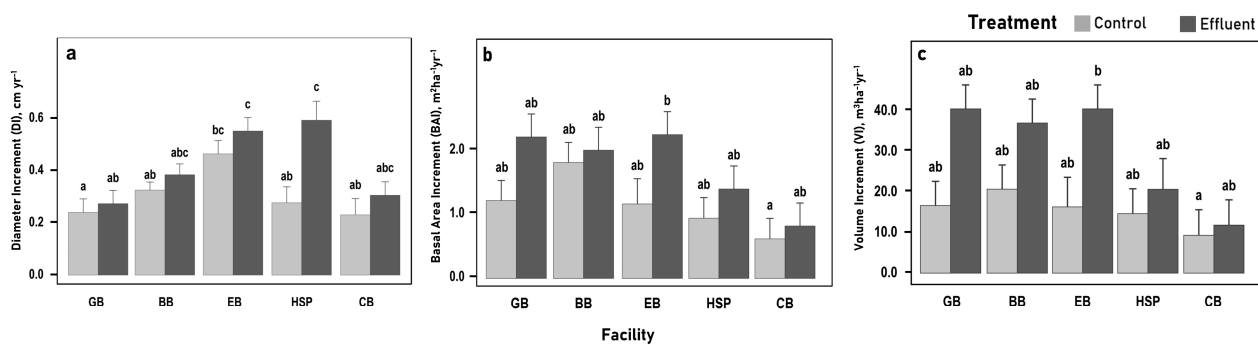 Treatment Control Effluent
a
Diameter Increment (DI), cm yr⁻¹
0.6
0.4
0.2
0.0
a ab ab abc bc c ab c ab abc
GB BB EB HSP CB
b
Basal Area Increment (BAI), m²ha⁻¹yr⁻¹
2.0
1.0
0.0
ab ab ab ab ab b ab ab a ab
GB BB EB HSP CB
c
Volume Increment (VI), m³ha⁻¹yr⁻¹
40.0
30.0
20.0
10.0
0.0
ab ab ab ab ab b ab ab a ab
GB BB EB HSP CB
Facility